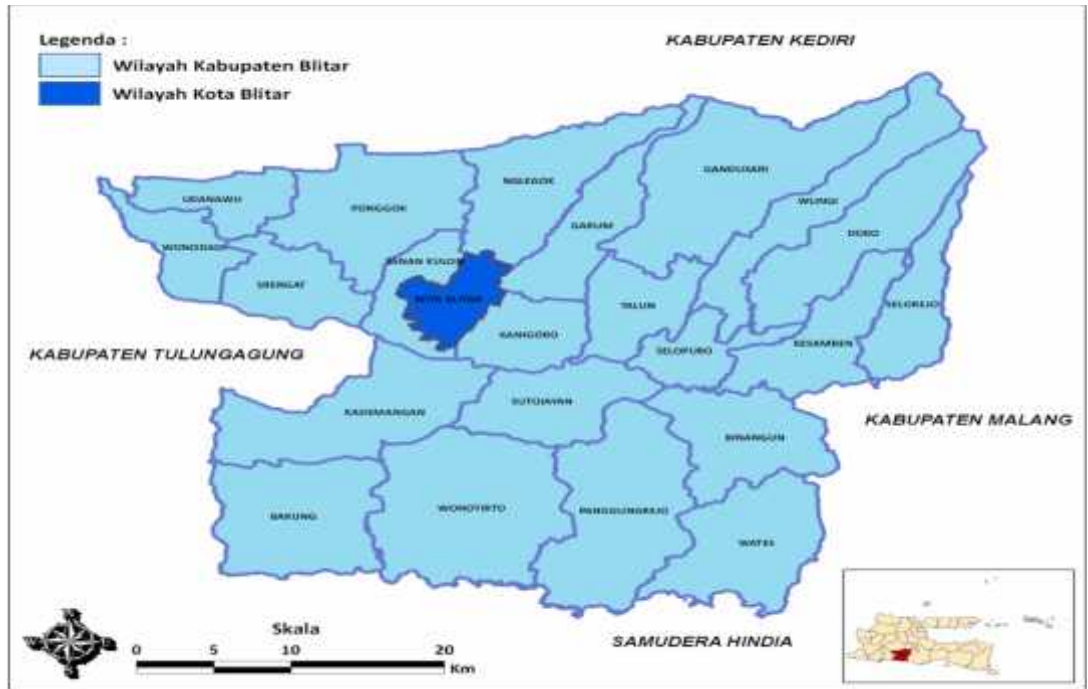 Legenda :
KABUPATEN KEDIRI
Wilayah Kabupaten Blitar
Wilayah Kota Blitar
NGLEGOK
GANDUSARI
UDANAWU
PONGGOK
WLINGI
GARUM
DOKO
WONODADI
SANAN KULON
SRENGAT
KOTA BLITAR
TALUN
SELOREJO
KANIGORO
KESAMBEN
KABUPATEN TULUNGAGUNG
SELOPURO
KADEMANGAN
SUTOJAYAN
KABUPATEN MALANG
BINANGUN
BAKUNG
WONOTIRTO
PANGGUNGREJO
WATES
Skala
SAMUDERA HINDIA
0 5 10 20
Km